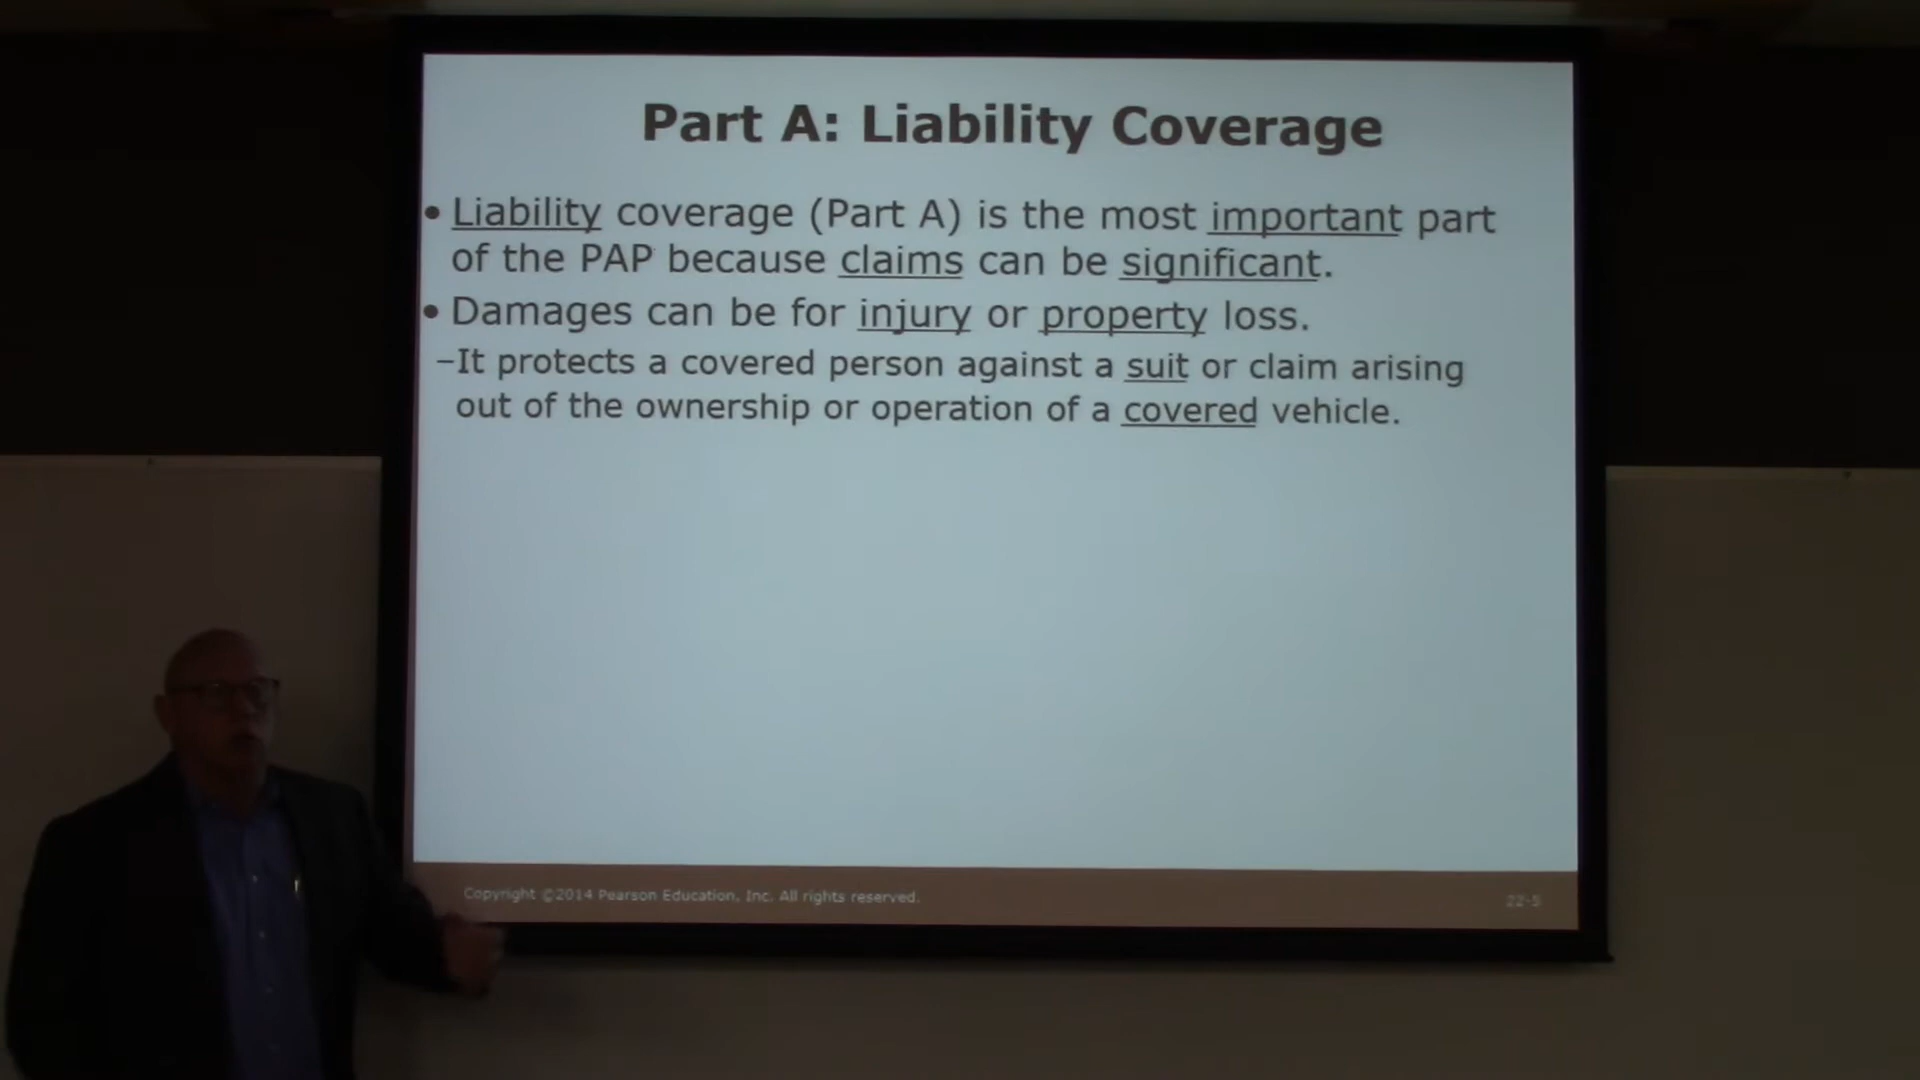 Part A: Liability Coverage
• Liability coverage (Part A) is the most important part
of the PAP because claims can be significant.
• Damages can be for injury or property loss.
–It protects a covered person against a suit or claim arising
out of the ownership or operation of a covered vehicle.
Copyright ©2014 Pearson Education, Inc. All rights reserved.
22-5